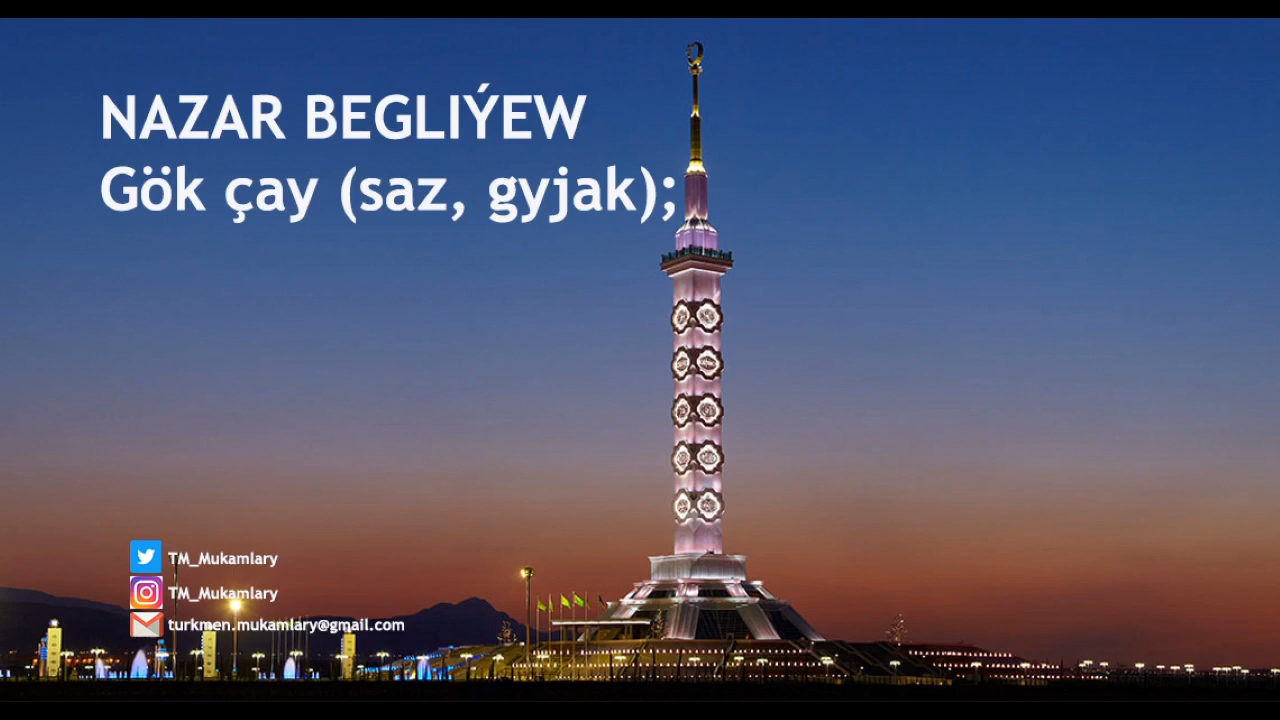 NAZAR BEGLIÝEW
Gök çay (saz, gyjak);
TM_Mukamlary
TM_Mukamlary
turkmen.mukamlary@gmail.com